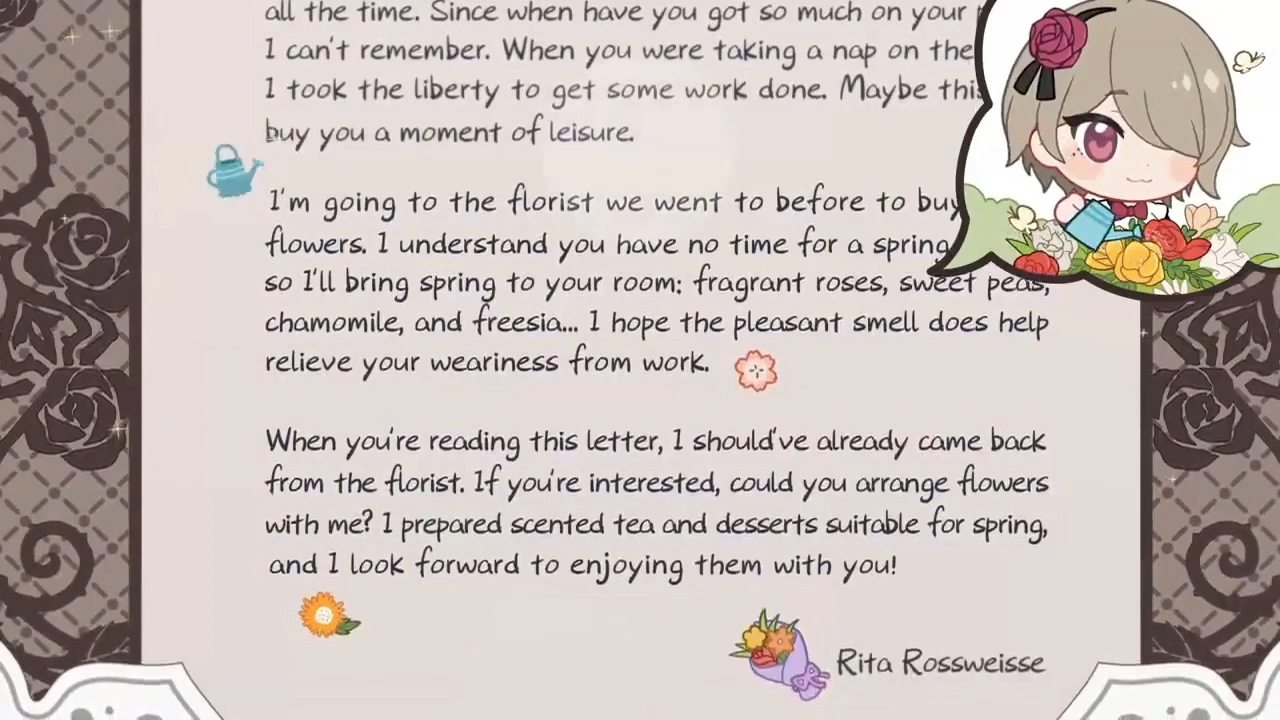 all the time. Since when have you got so much on your
I can't remember. When you were taking a nap on the
I took the liberty to get some work done. Maybe this
buy you a moment of leisure.
I'm going to the florist we went to before to buy
flowers. I understand you have no time for a spring
so I'll bring spring to your room: fragrant roses, sweet peas,
chamomile, and freesia... I hope the pleasant smell does help
relieve your weariness from work.
When you're reading this letter, I should've already came back
from the florist. If you're interested, could you arrange flowers
with me? I prepared scented tea and desserts suitable for spring,
and I look forward to enjoying them with you!
Rita Rossweisse